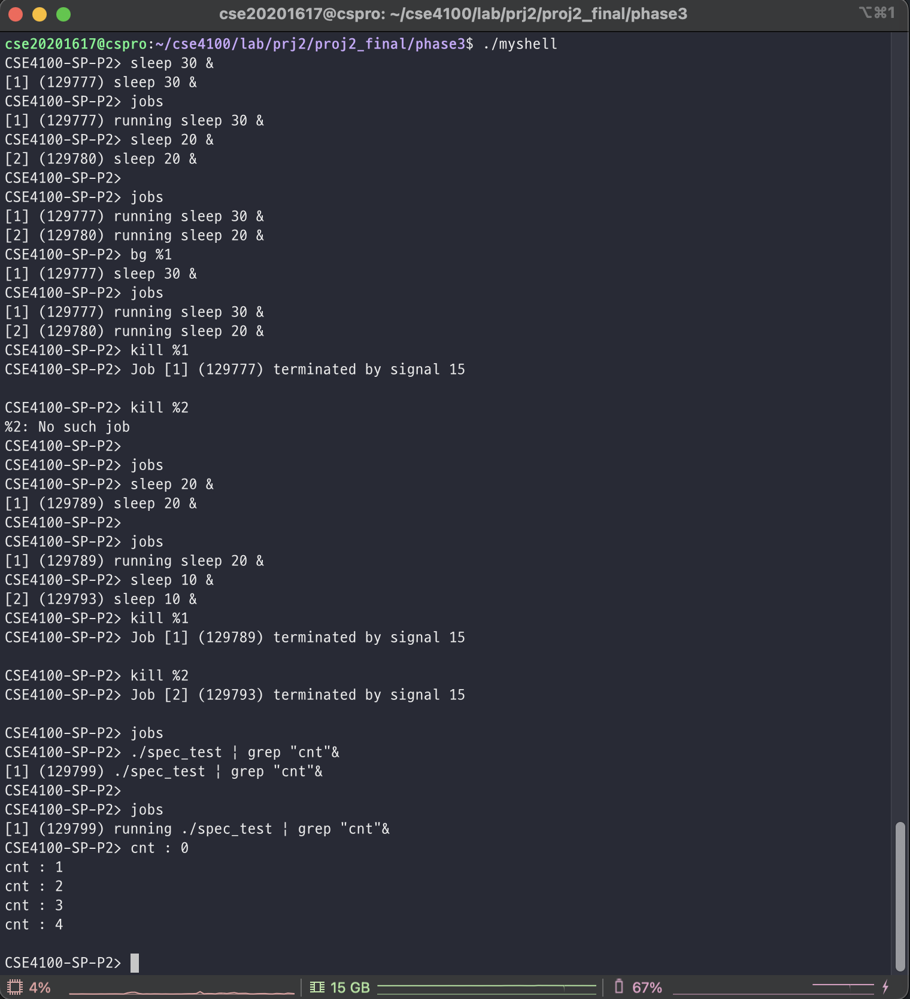 cse20201617@cspro: ~/cse4100/lab/prj2/proj2_final/phase3
⌥⌘1
cse20201617@cspro:~/cse4100/lab/prj2/proj2_final/phase3$ ./myshell
CSE4100-SP-P2> sleep 30 &
[1] (129777) sleep 30 &
CSE4100-SP-P2> jobs
[1] (129777) running sleep 30 &
CSE4100-SP-P2> sleep 20 &
[2] (129780) sleep 20 &
CSE4100-SP-P2>
CSE4100-SP-P2> jobs
[1] (129777) running sleep 30 &
[2] (129780) running sleep 20 &
CSE4100-SP-P2> bg %1
[1] (129777) sleep 30 &
CSE4100-SP-P2> jobs
[1] (129777) running sleep 30 &
[2] (129780) running sleep 20 &
CSE4100-SP-P2> kill %1
CSE4100-SP-P2> Job [1] (129777) terminated by signal 15
CSE4100-SP-P2> kill %2
%2: No such job
CSE4100-SP-P2>
CSE4100-SP-P2> jobs
CSE4100-SP-P2> sleep 20 &
[1] (129789) sleep 20 &
CSE4100-SP-P2>
CSE4100-SP-P2> jobs
[1] (129789) running sleep 20 &
CSE4100-SP-P2> sleep 10 &
[2] (129793) sleep 10 &
CSE4100-SP-P2> kill %1
CSE4100-SP-P2> Job [1] (129789) terminated by signal 15
CSE4100-SP-P2> kill %2
CSE4100-SP-P2> Job [2] (129793) terminated by signal 15
CSE4100-SP-P2> jobs
CSE4100-SP-P2> ./spec_test | grep "cnt"&
[1] (129799) ./spec_test | grep "cnt"&
CSE4100-SP-P2>
CSE4100-SP-P2> jobs
[1] (129799) running ./spec_test | grep "cnt"&
CSE4100-SP-P2> cnt : 0
cnt : 1
cnt : 2
cnt : 3
cnt : 4
CSE4100-SP-P2>
4% 15 GB 67%